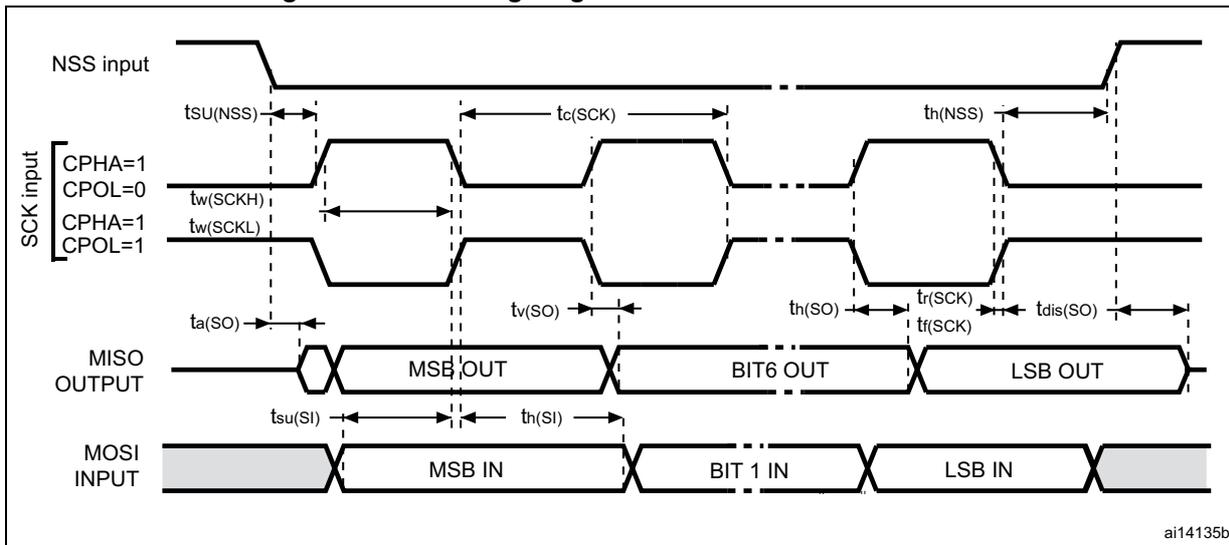 NSS input
tSU(NSS)
tc(SCK)
th(NSS)
SCK input
CPHA=1
CPOL=0
tw(SCKH)
CPHA=1
tw(SCKL)
CPOL=1
ta(SO)
tv(SO)
th(SO)
tr(SCK)
tf(SCK)
tdis(SO)
MISO
OUTPUT
MSB OUT
BIT6 OUT
LSB OUT
tsu(SI)
th(SI)
MOSI
INPUT
MSB IN
BIT 1 IN
LSB IN
ai14135b